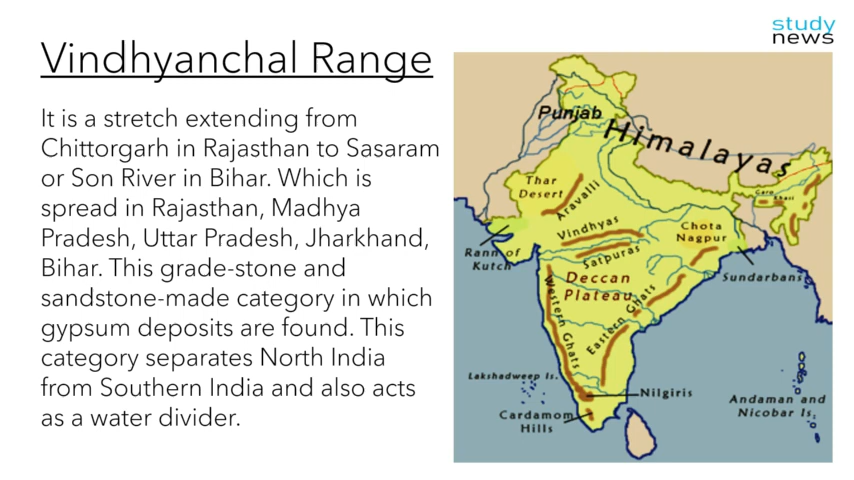 study
news
Vindhyanchal Range
It is a stretch extending from
Chittorgarh in Rajasthan to Sasaram
or Son River in Bihar. Which is
spread in Rajasthan, Madhya
Pradesh, Uttar Pradesh, Jharkhand,
Bihar. This grade-stone and
sandstone-made category in which
gypsum deposits are found. This
category separates North India
from Southern India and also acts
as a water divider.
Punjab
Himalayas
Thar
Desert
Aravalli
Garo
Khasi
Vindhyas
Chota
Nagpur
Rann of
Kutch
Satpuras
Sundarbans
Deccan
Plateau
Western Ghats
Eastern Ghats
Lakshadweep Is.
Nilgiris
Andaman and
Nicobar Is.
Cardamom
Hills